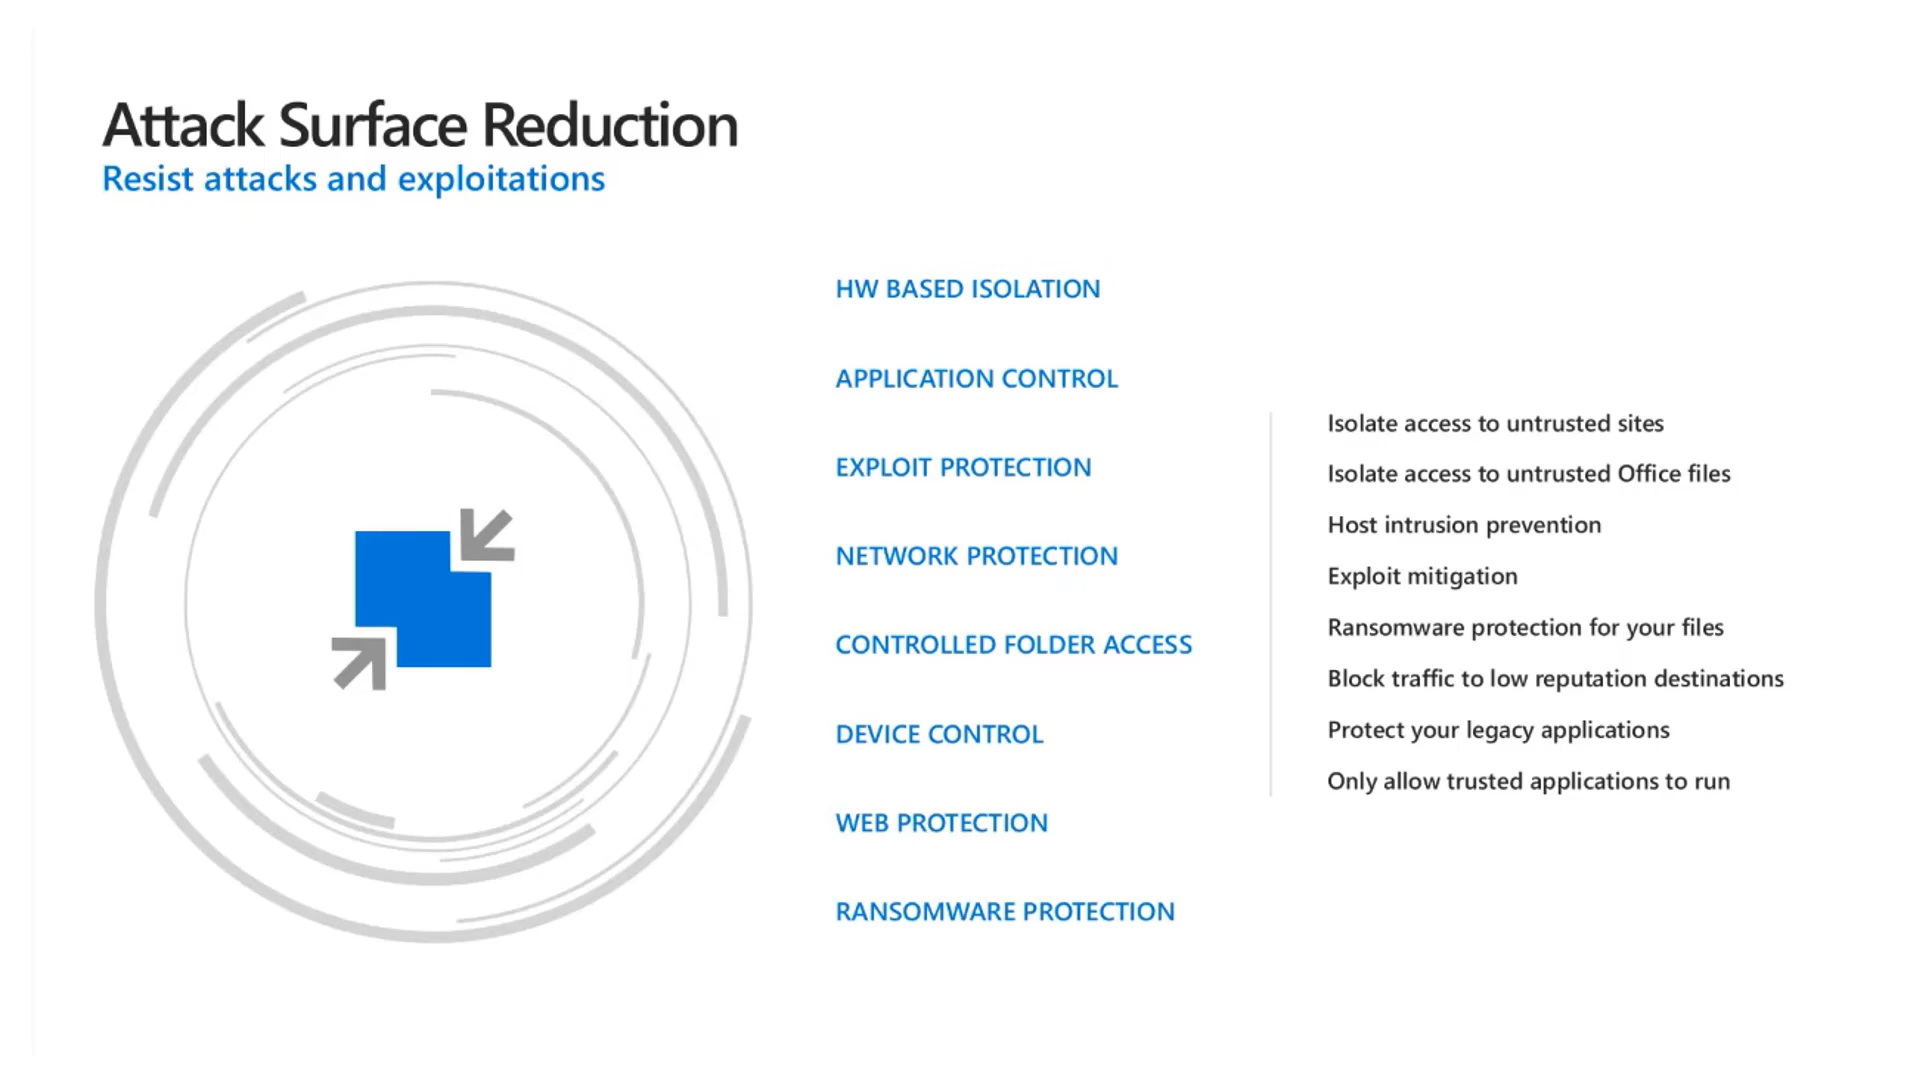 Attack Surface Reduction
Resist attacks and exploitations
HW BASED ISOLATION
APPLICATION CONTROL
EXPLOIT PROTECTION
NETWORK PROTECTION
CONTROLLED FOLDER ACCESS
DEVICE CONTROL
WEB PROTECTION
RANSOMWARE PROTECTION
Isolate access to untrusted sites
Isolate access to untrusted Office files
Host intrusion prevention
Exploit mitigation
Ransomware protection for your files
Block traffic to low reputation destinations
Protect your legacy applications
Only allow trusted applications to run